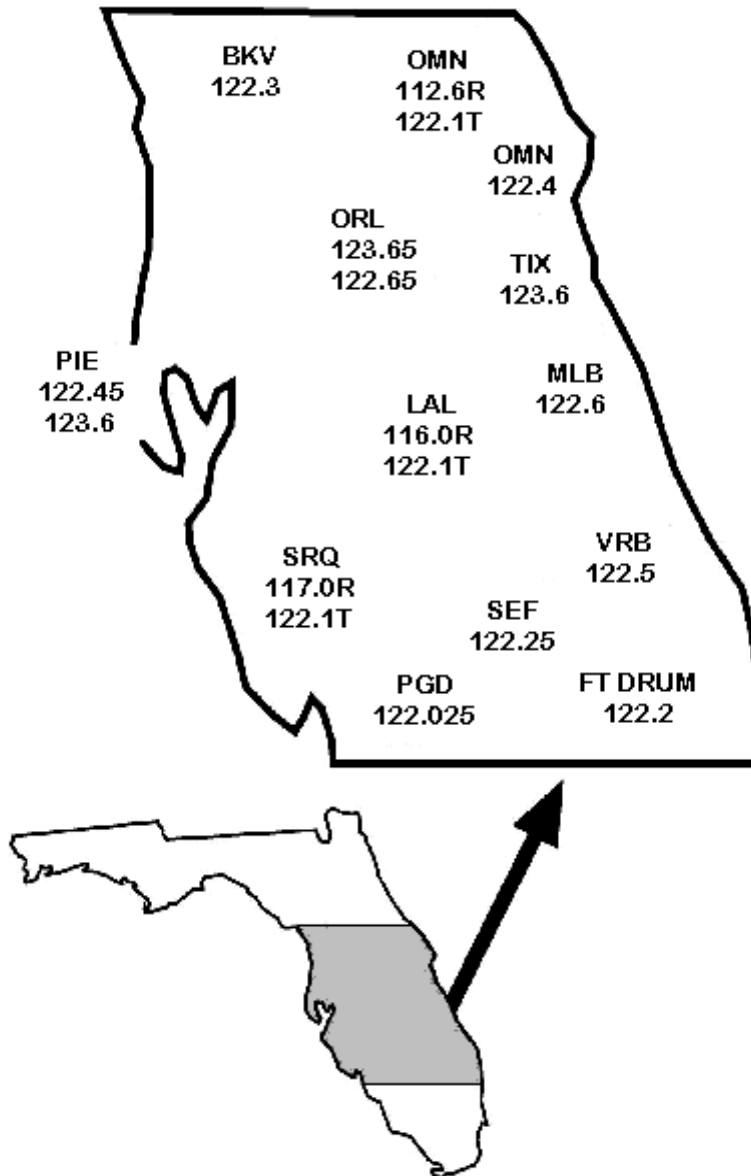 BKV
122.3
OMN
112.6R
122.1T
OMN
122.4
ORL
123.65
122.65
TIX
123.6
PIE
122.45
123.6
MLB
122.6
LAL
116.0R
122.1T
VRB
122.5
SRQ
117.0R
122.1T
SEF
122.25
PGD
122.025
FT DRUM
122.2